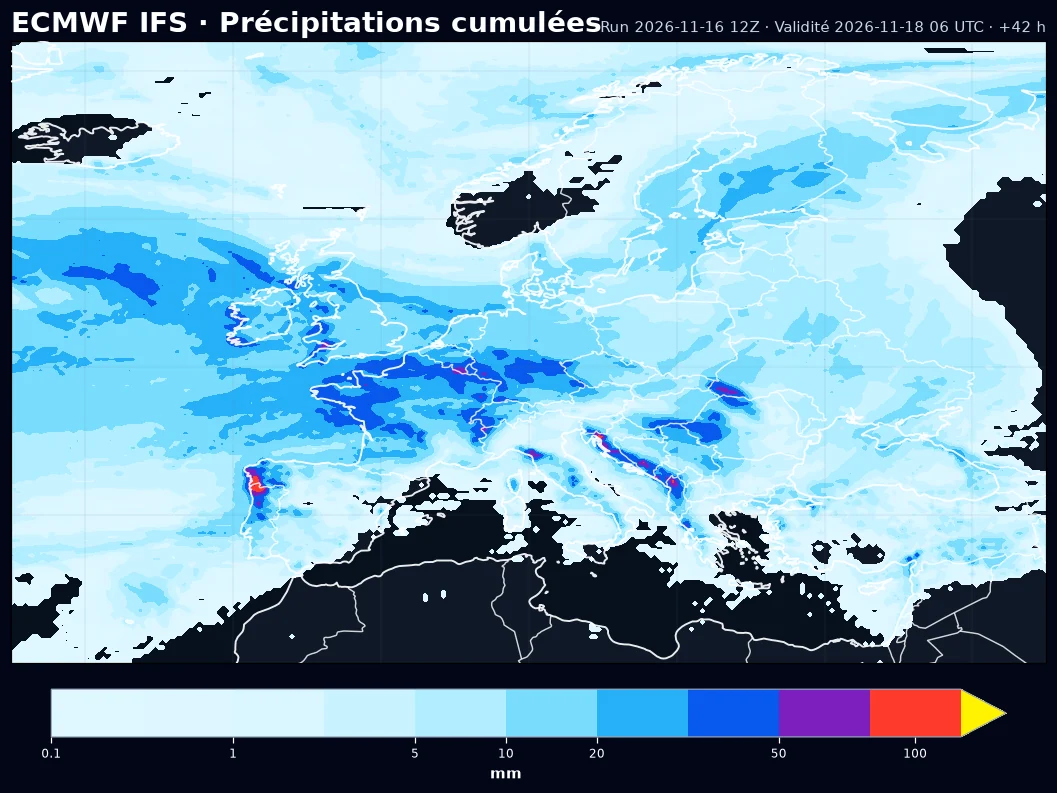 ECMWF IFS · Précipitations cumulées
Run 2026-11-16 12Z · Validité 2026-11-18 06 UTC · +42 h
0.1 1 5 10 20 50 100
mm